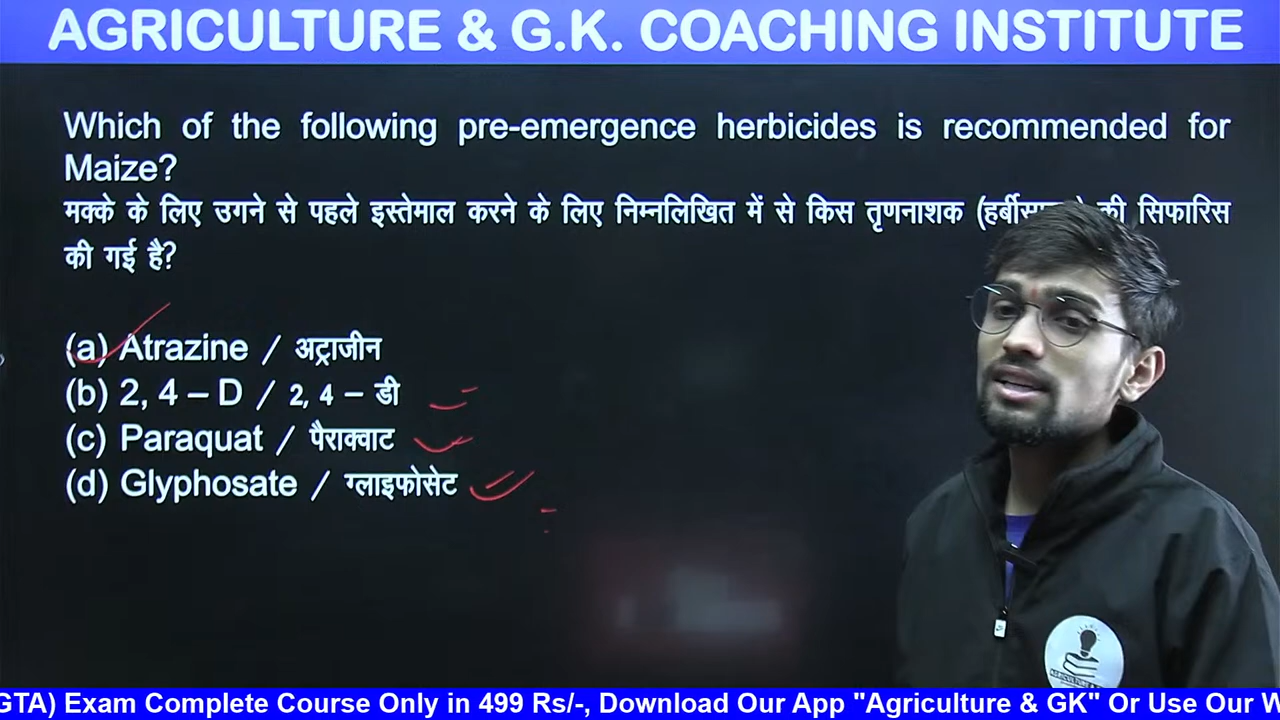 AGRICULTURE & G.K. COACHING INSTITUTE
Which of the following pre-emergence herbicides is recommended for
Maize?
मक्के के लिए उगने से पहले इस्तेमाल करने के लिए निम्नलिखित में से किस तृणनाशक की सिफारिस
की गई है?
(a) Atrazine / अट्राजीन
(b) 2, 4 – D / 2, 4 – डी
(c) Paraquat / पैराक्वाट
(d) Glyphosate / ग्लाइफोसेट
GTA) Exam Complete Course Only in 499 Rs/-, Download Our App "Agriculture & GK" Or Use Our